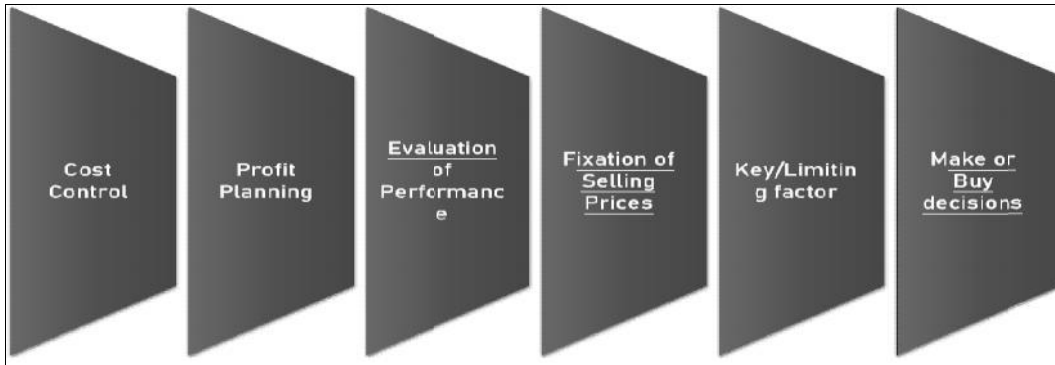 Cost
Control
Profit
Planning
Evaluation
of
Performanc
e
Fixation of
Selling
Prices
Key/Limitin
g factor
Make or
Buy
decisions